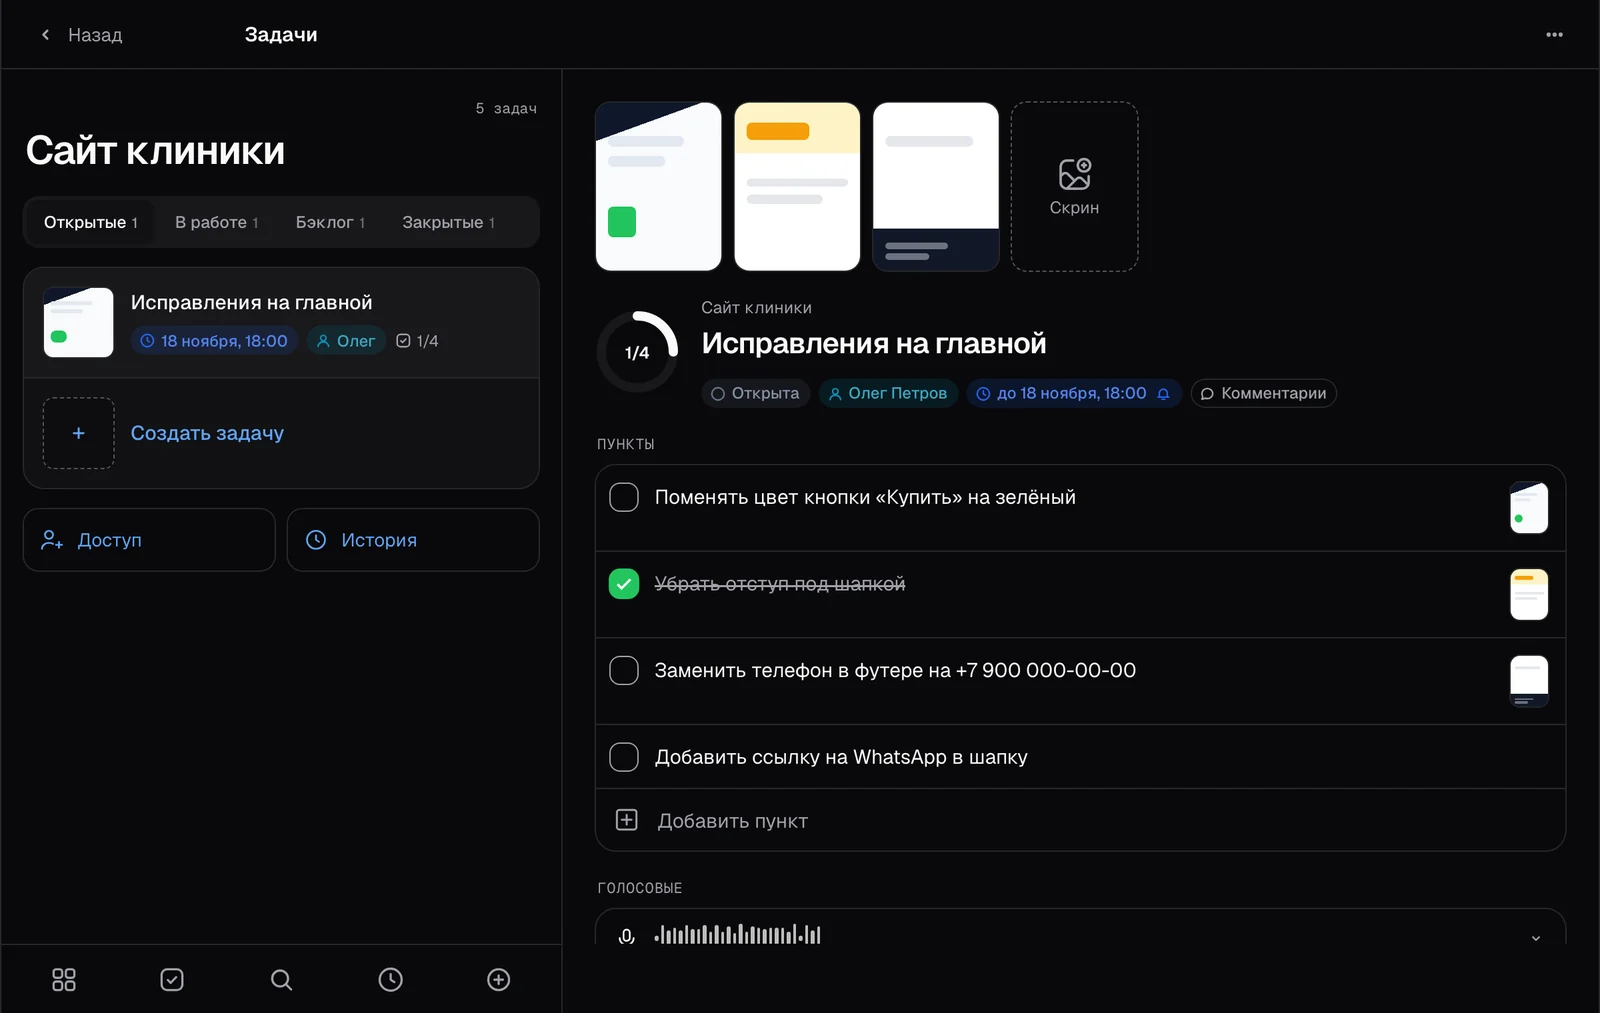 Назад
Задачи
5 задач
Сайт клиники
Открытые 1
В работе 1
Бэклог 1
Закрытые 1
Исправления на главной
18 ноября, 18:00
Олег
1/4
+
Создать задачу
Доступ
История
Скрин
1/4
Сайт клиники
Исправления на главной
Открыта
Олег Петров
до 18 ноября, 18:00
Комментарии
ПУНКТЫ
Поменять цвет кнопки «Купить» на зелёный
Убрать отступ под шапкой
Заменить телефон в футере на +7 900 000-00-00
Добавить ссылку на WhatsApp в шапку
Добавить пункт
ГОЛОСОВЫЕ